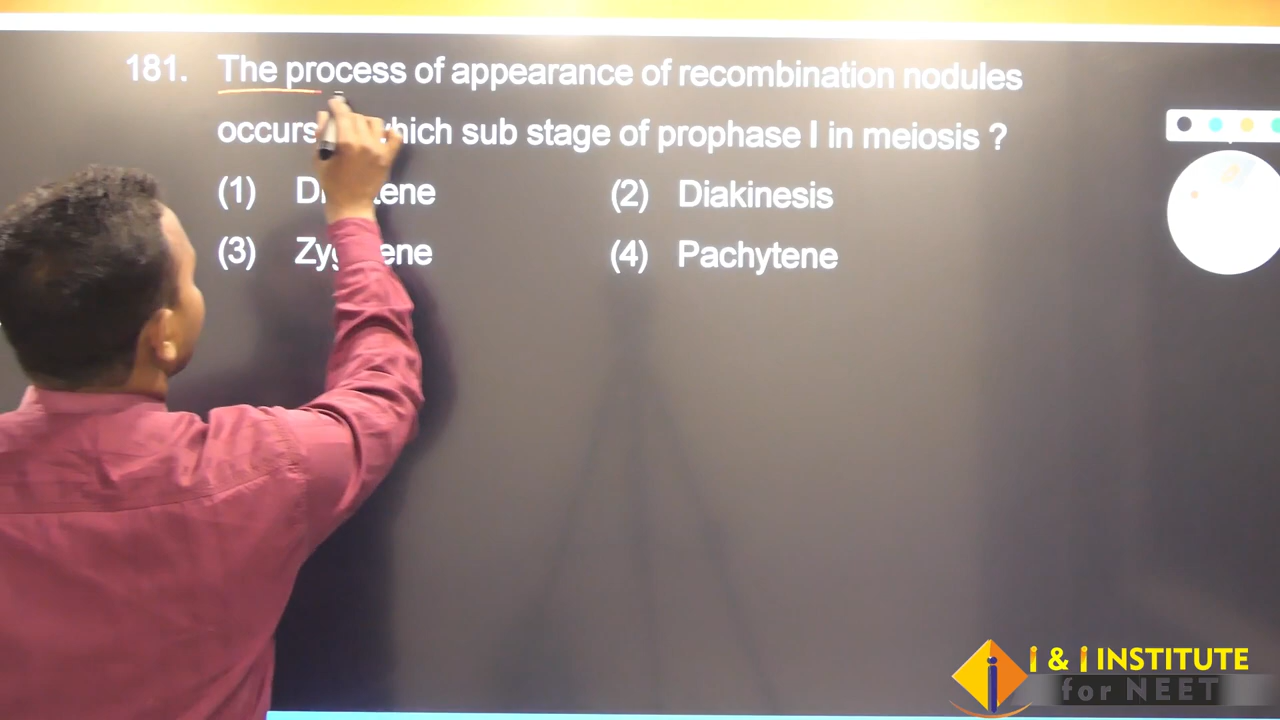 181. The process of appearance of recombination nodules
occurs which sub stage of prophase I in meiosis ?
(1) (2) Diakinesis
(3) (4) Pachytene
i & i INSTITUTE
for NEET